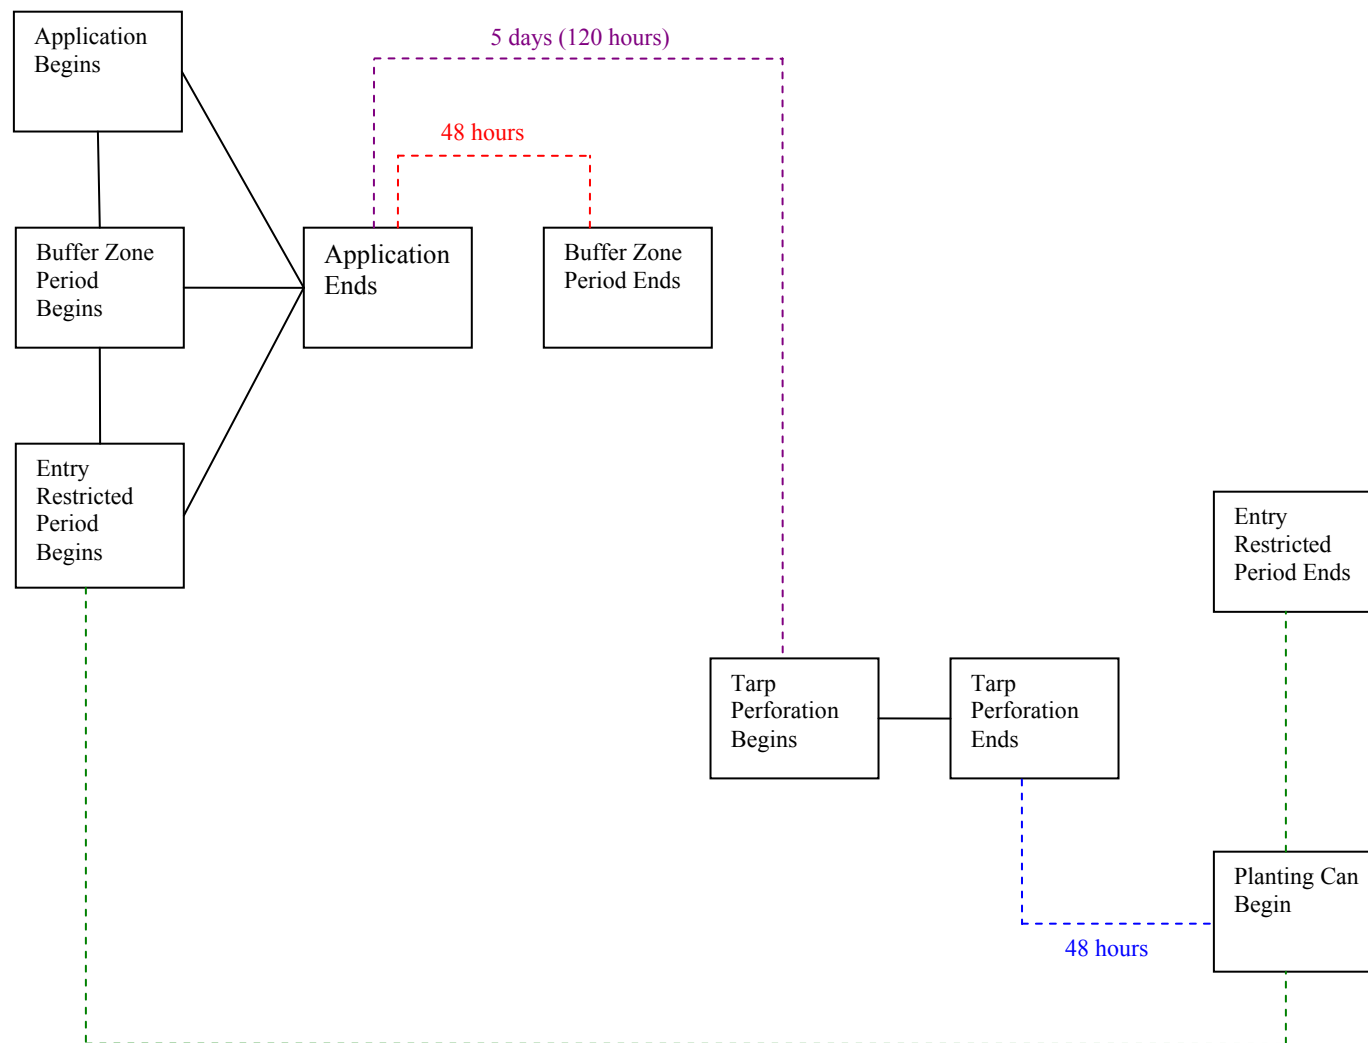 Application
Begins
5 days (120 hours)
48 hours
Buffer Zone
Period
Begins
Application
Ends
Buffer Zone
Period Ends
Entry
Restricted
Period
Begins
Entry
Restricted
Period Ends
Tarp
Perforation
Begins
Tarp
Perforation
Ends
Planting Can
Begin
48 hours